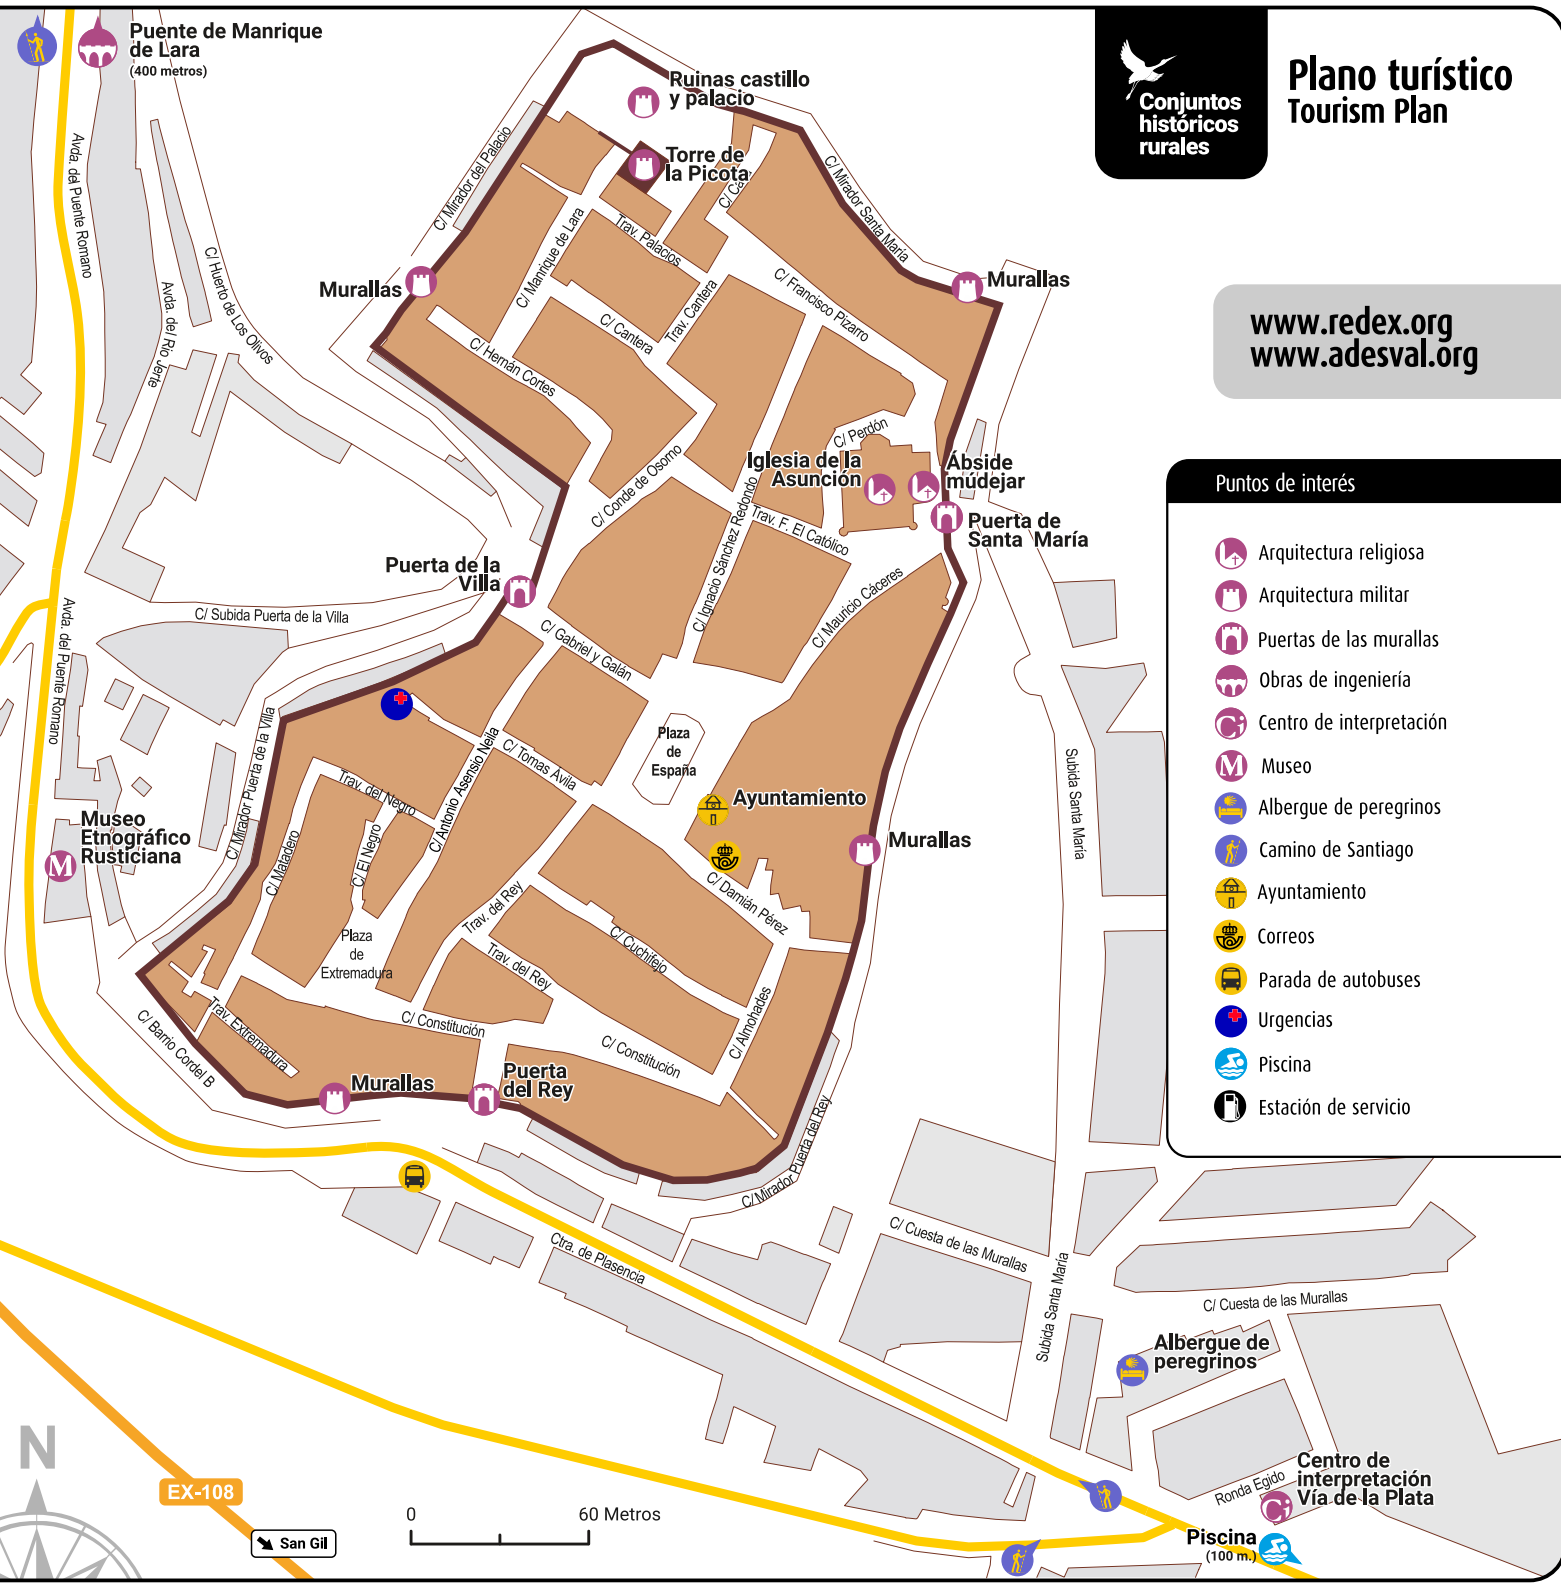 Puente de Manrique
de Lara
(400 metros)
Ruinas castillo
y palacio
Torre de
la Picota
Conjuntos
históricos
rurales
Plano turístico
Tourism Plan
www.redex.org
www.adesval.org
Avda. del Puente Romano
C/ Mirador del Palacio
C/ Mirador Santa María
C/ Huerto de Los Olivos
Avda. del Río Jerte
C/ Manrique de Lara
Trav. Palacios
Murallas
Murallas
C/ Francisco Pizarro
Trav. Cantera
C/ Cantera
C/ Hernán Cortes
C/ Perdón
Iglesia de la
Asunción
Ábside
múdejar
C/ Conde de Osorno
C/ Ignacio Sánchez Redondo
Trav. F. El Católico
Puerta de
Santa María
Puerta de la
Villa
C/ Subida Puerta de la Villa
Avda. del Puente Romano
C/ Gabriel y Galán
C/ Mauricio Cáceres
C/ Mirador Puerta de la Villa
Plaza
de
España
C/ Tomas Avila
C/ Antonio Asensio Neila
Trav. del Negro
C/ El Negro
C/ Matadero
Ayuntamiento
Murallas
Subida Santa María
Museo
Etnográfico
Rusticiana
C/ Damián Pérez
Trav. del Rey
C/ Cuchifejo
Trav. del Rey
Plaza
de
Extremadura
C/ Constitución
C/ Constitución
C/ Almohades
Trav. Extremadura
C/ Barrio Cordel B
Murallas
Puerta
del Rey
C/ Mirador Puerta del Rey
Ctra. de Plasencia
C/ Cuesta de las Murallas
Subida Santa María
C/ Cuesta de las Murallas
Albergue de
peregrinos
Ronda Egido
Centro de
interpretación
Vía de la Plata
Piscina
(100 m.)
Puntos de interés
Arquitectura religiosa
Arquitectura militar
Puertas de las murallas
Obras de ingeniería
Ci Centro de interpretación
M Museo
Albergue de peregrinos
Camino de Santiago
Ayuntamiento
Correos
Parada de autobuses
Urgencias
Piscina
Estación de servicio
M
Ci
N
EX-108
San Gil
0 60 Metros